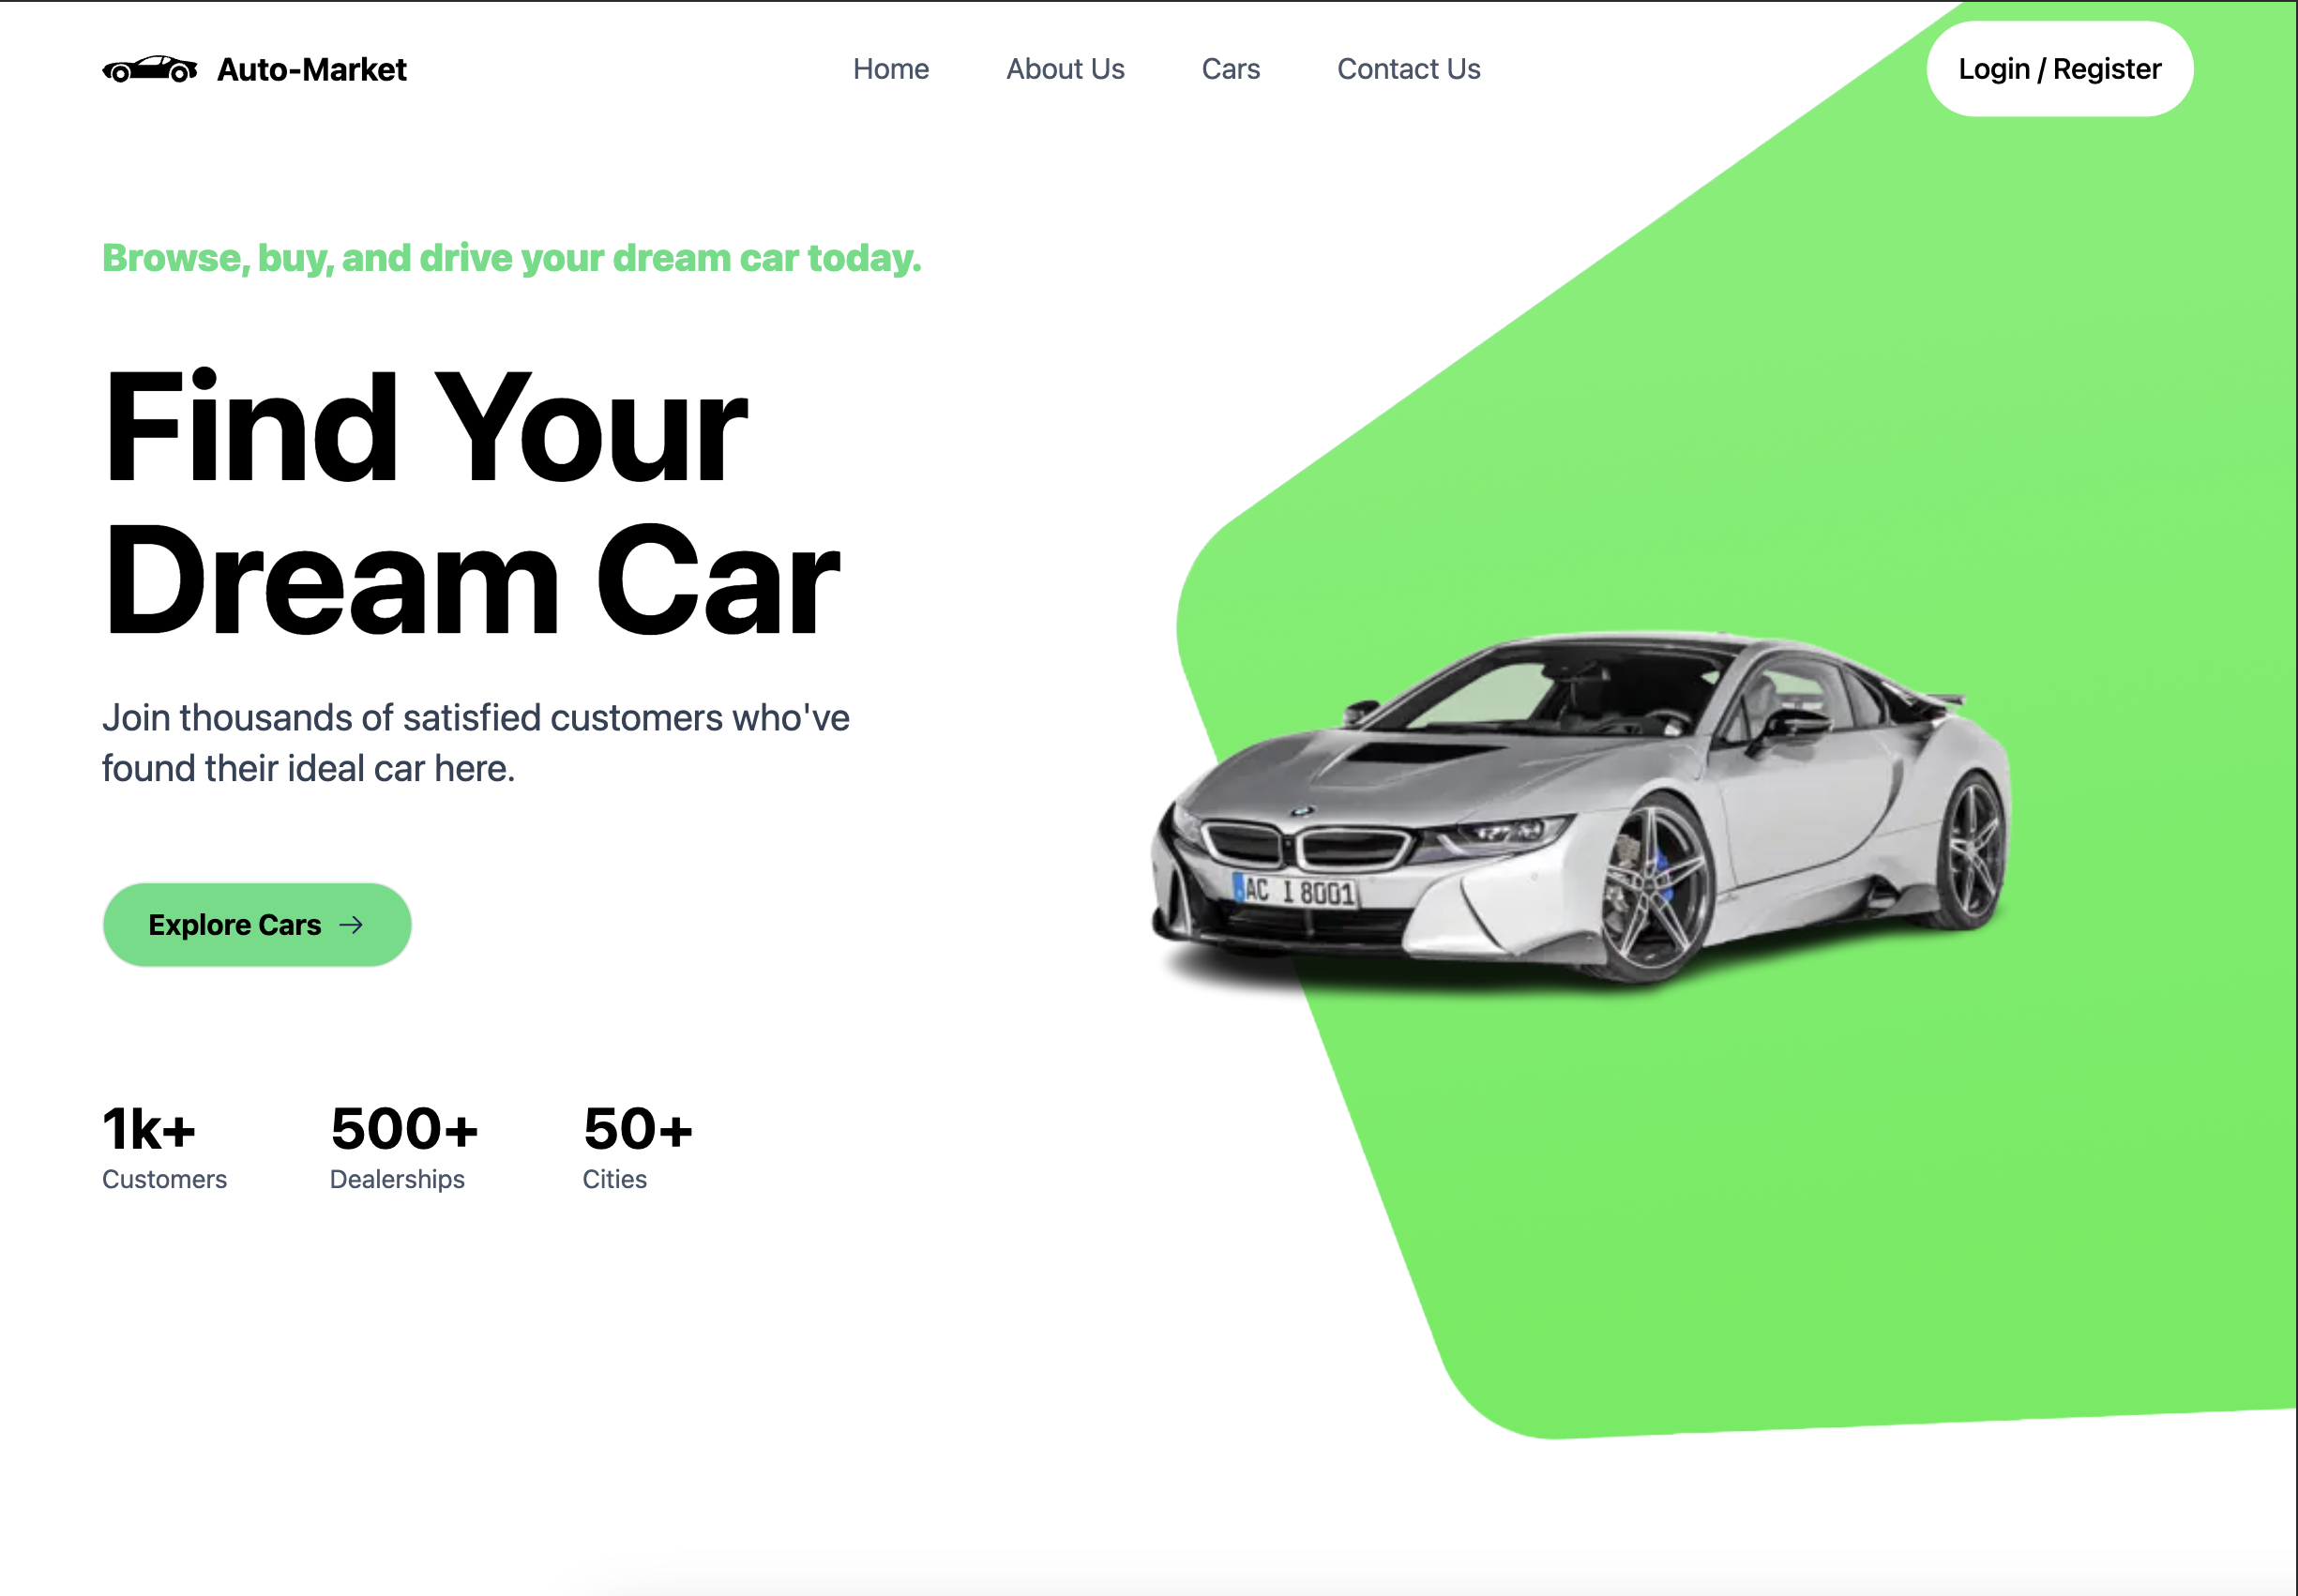 Auto-Market
Home
About Us
Cars
Contact Us
Login / Register
Browse, buy, and drive your dream car today.
Find Your
Dream Car
Join thousands of satisfied customers who've
found their ideal car here.
Explore Cars →
AC I 8001
1k+
Customers
500+
Dealerships
50+
Cities